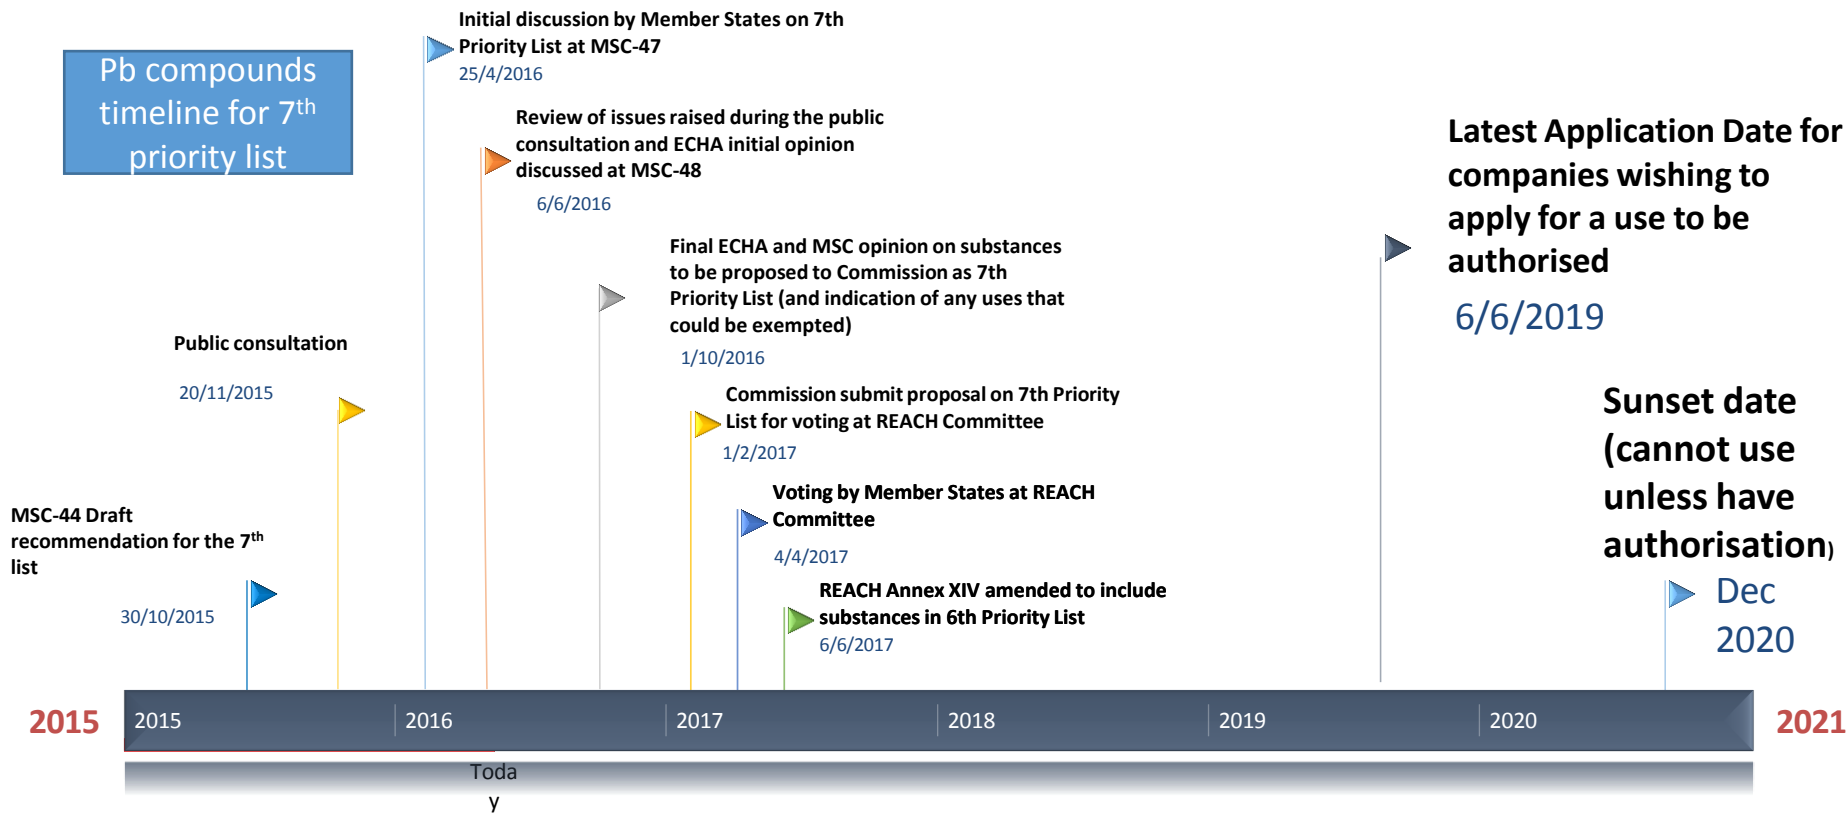 Pb compounds
timeline for 7th
priority list
Initial discussion by Member States on 7th
Priority List at MSC-47
25/4/2016
Review of issues raised during the public
consultation and ECHA initial opinion
discussed at MSC-48
6/6/2016
Final ECHA and MSC opinion on substances
to be proposed to Commission as 7th
Priority List (and indication of any uses that
could be exempted)
1/10/2016
Public consultation
20/11/2015
Commission submit proposal on 7th Priority
List for voting at REACH Committee
1/2/2017
Voting by Member States at REACH
Committee
4/4/2017
MSC-44 Draft
recommendation for the 7th
list
30/10/2015
REACH Annex XIV amended to include
substances in 6th Priority List
6/6/2017
Latest Application Date for
companies wishing to
apply for a use to be
authorised
6/6/2019
Sunset date
(cannot use
unless have
authorisation)
Dec
2020
2015
2015
2016
2017
2018
2019
2020
2021
Toda
y